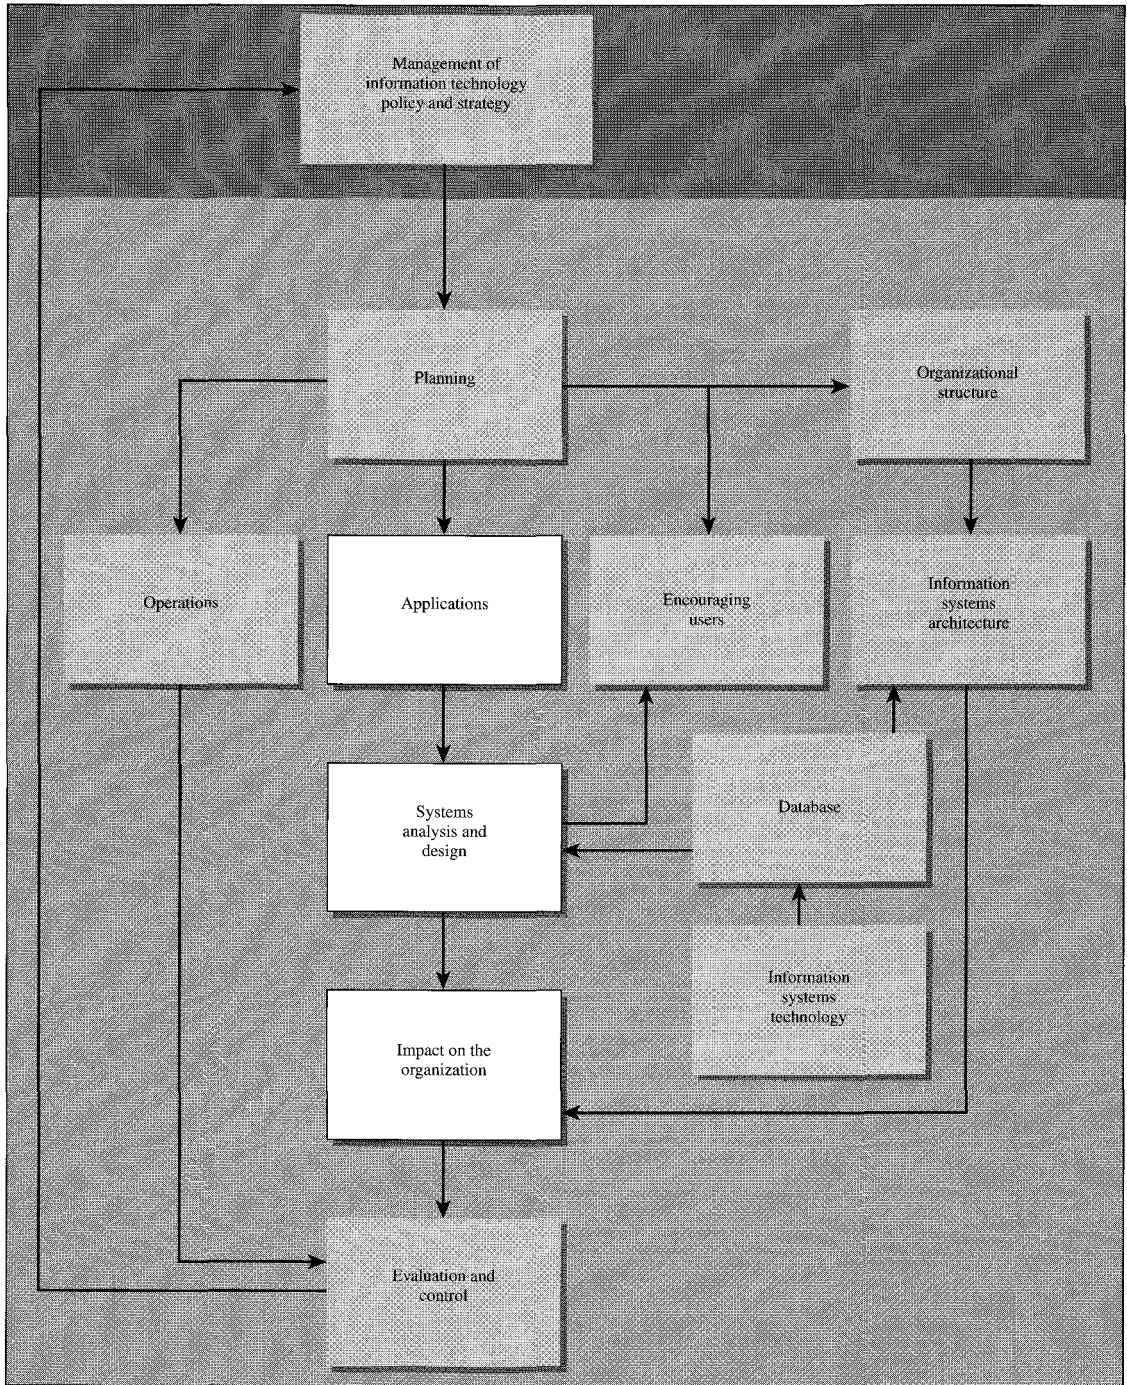 Management of
information technology
policy and strategy
Planning
Organizational
structure
Operations
Applications
Encouraging
users
Information
systems
architecture
Systems
analysis and
design
Database
Information
systems
technology
Impact on the
organization
Evaluation and
control